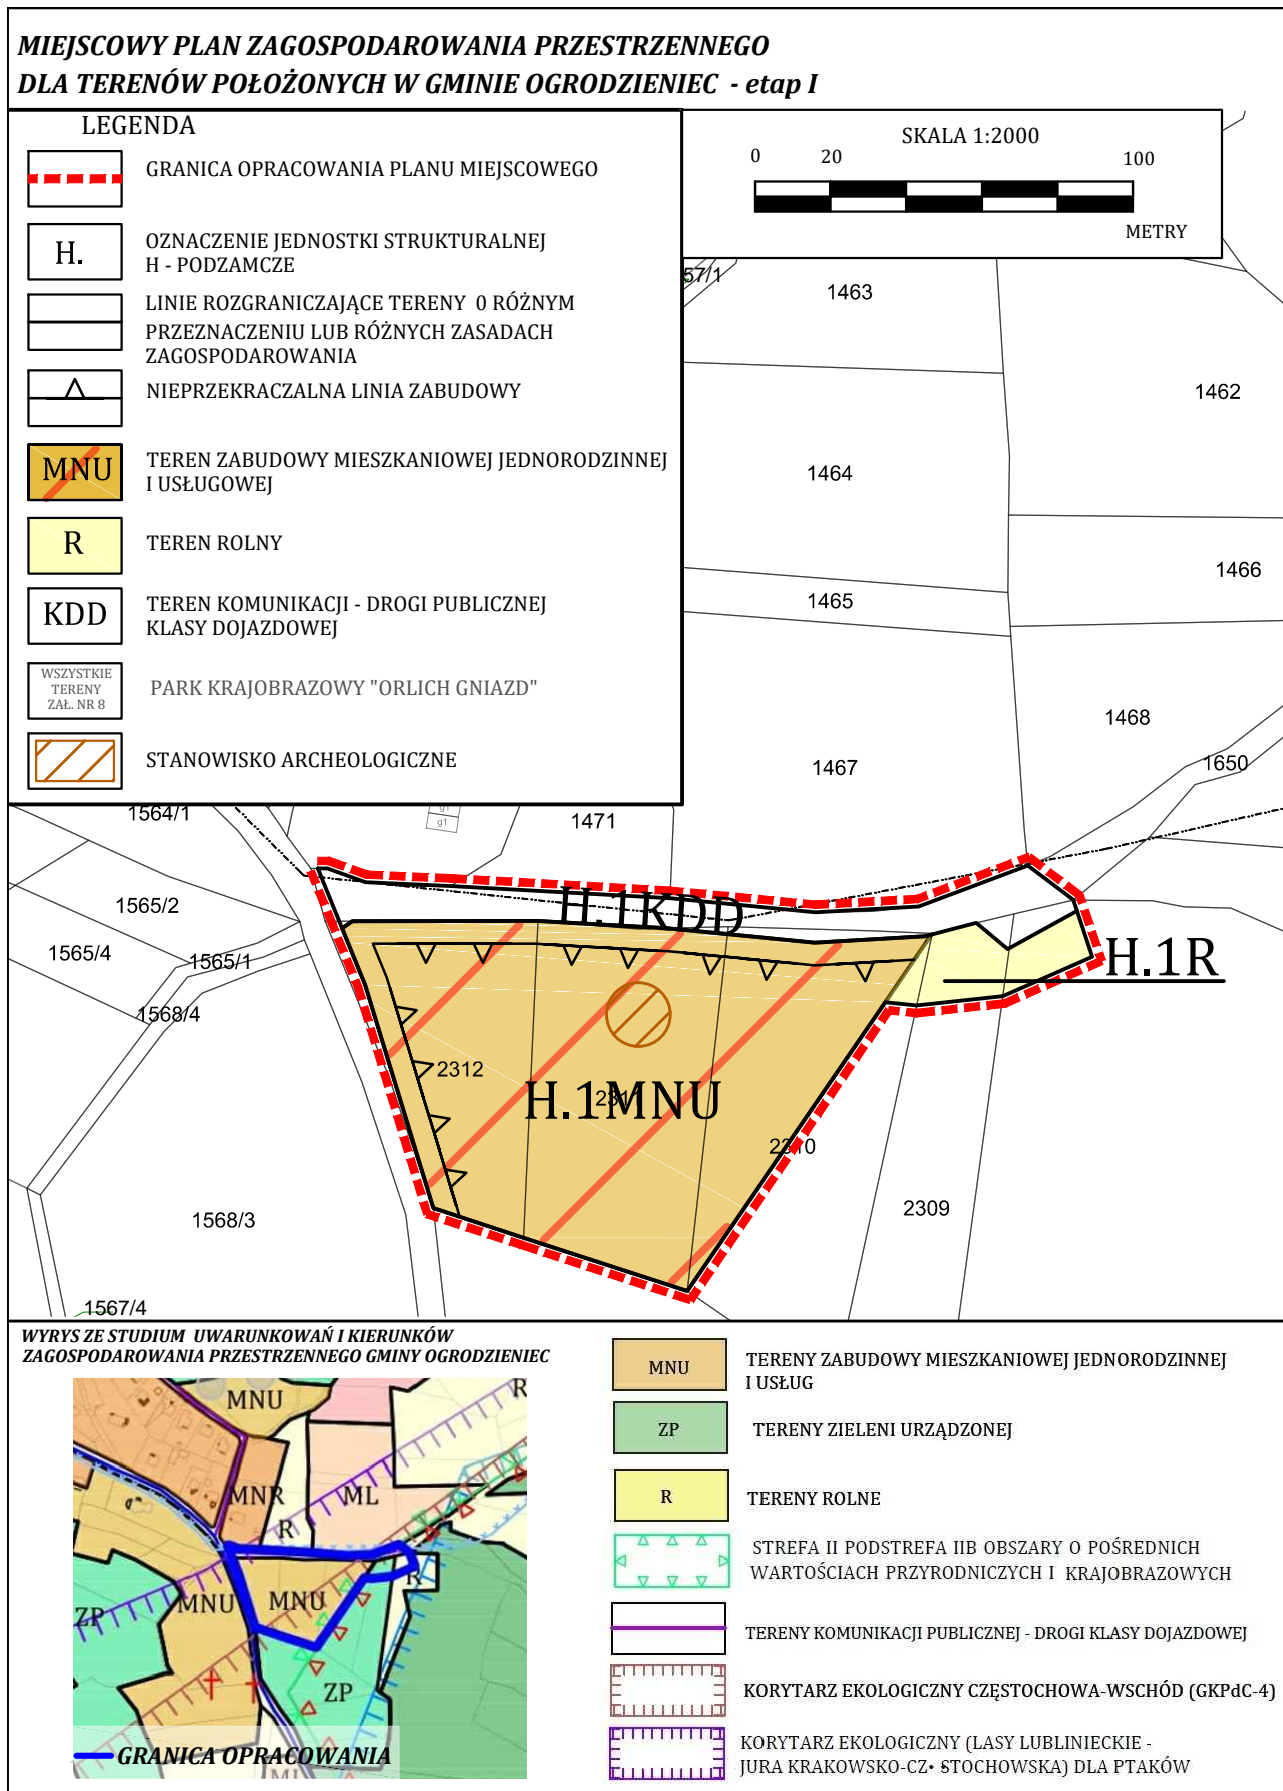 MIEJSCOWY PLAN ZAGOSPODAROWANIA PRZESTRZENNEGO
DLA TERENÓW POŁOŻONYCH W GMINIE OGRODZIENIEC - etap I
LEGENDA
GRANICA OPRACOWANIA PLANU MIEJSCOWEGO
H.
OZNACZENIE JEDNOSTKI STRUKTURALNEJ
H - PODZAMCZE
LINIE ROZGRANICZAJĄCE TERENY 0 RÓŻNYM
PRZEZNACZENIU LUB RÓŻNYCH ZASADACH
ZAGOSPODAROWANIA
NIEPRZEKRACZALNA LINIA ZABUDOWY
MNU
TEREN ZABUDOWY MIESZKANIOWEJ JEDNORODZINNEJ
I USŁUGOWEJ
R
TEREN ROLNY
KDD
TEREN KOMUNIKACJI - DROGI PUBLICZNEJ
KLASY DOJAZDOWEJ
WSZYSTKIE
TERENY
ZAŁ. NR 8
PARK KRAJOBRAZOWY "ORLICH GNIAZD"
STANOWISKO ARCHEOLOGICZNE
SKALA 1:2000
0 20 100
METRY
57/1
1463
1462
1464
1466
1465
1468
1467
1650
1564/1
g1
g1
1471
1565/2
1565/4
1565/1
1568/4
H.1KDD
H.1R
2312
H.1MNU
2311
2310
2309
1568/3
1567/4
WYRYS ZE STUDIUM UWARUNKOWAŃ I KIERUNKÓW
ZAGOSPODAROWANIA PRZESTRZENNEGO GMINY OGRODZIENIEC
MNU
R
MNR
ML
R
R
MNU
MNU
ZP
ZP
ML
GRANICA OPRACOWANIA
MNU
TERENY ZABUDOWY MIESZKANIOWEJ JEDNORODZINNEJ
I USŁUG
ZP
TERENY ZIELENI URZĄDZONEJ
R
TERENY ROLNE
STREFA II PODSTREFA IIB OBSZARY O POŚREDNICH
WARTOŚCIACH PRZYRODNICZYCH I KRAJOBRAZOWYCH
TERENY KOMUNIKACJI PUBLICZNEJ - DROGI KLASY DOJAZDOWEJ
KORYTARZ EKOLOGICZNY CZĘSTOCHOWA-WSCHÓD (GKPdC-4)
KORYTARZ EKOLOGICZNY (LASY LUBLINIECKIE -
JURA KRAKOWSKO-CZ• STOCHOWSKA) DLA PTAKÓW